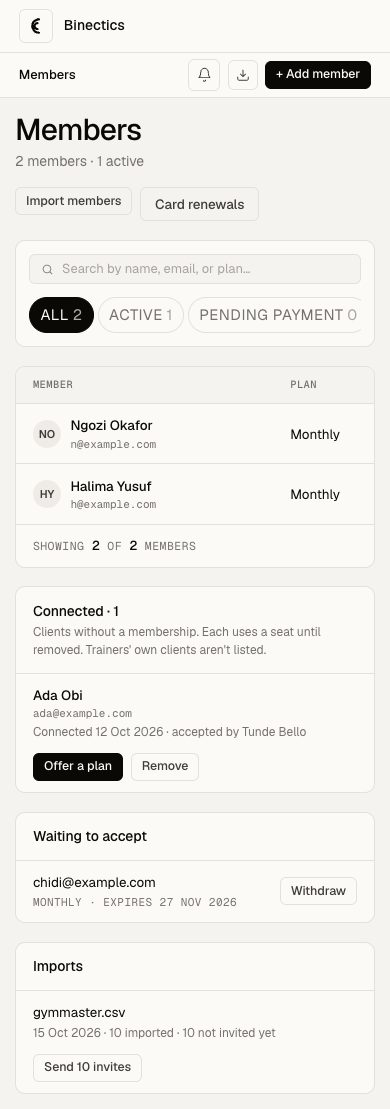 Binectics
Members
+ Add member
Members
2 members · 1 active
Import members
Card renewals
Search by name, email, or plan…
ALL 2
ACTIVE 1
PENDING PAYMENT 0
MEMBER PLAN
NO
Ngozi Okafor
n@example.com
Monthly
HY
Halima Yusuf
h@example.com
Monthly
SHOWING 2 OF 2 MEMBERS
Connected · 1
Clients without a membership. Each uses a seat until
removed. Trainers' own clients aren't listed.
Ada Obi
ada@example.com
Connected 12 Oct 2026 · accepted by Tunde Bello
Offer a plan
Remove
Waiting to accept
chidi@example.com
MONTHLY · EXPIRES 27 NOV 2026
Withdraw
Imports
gymmaster.csv
15 Oct 2026 · 10 imported · 10 not invited yet
Send 10 invites